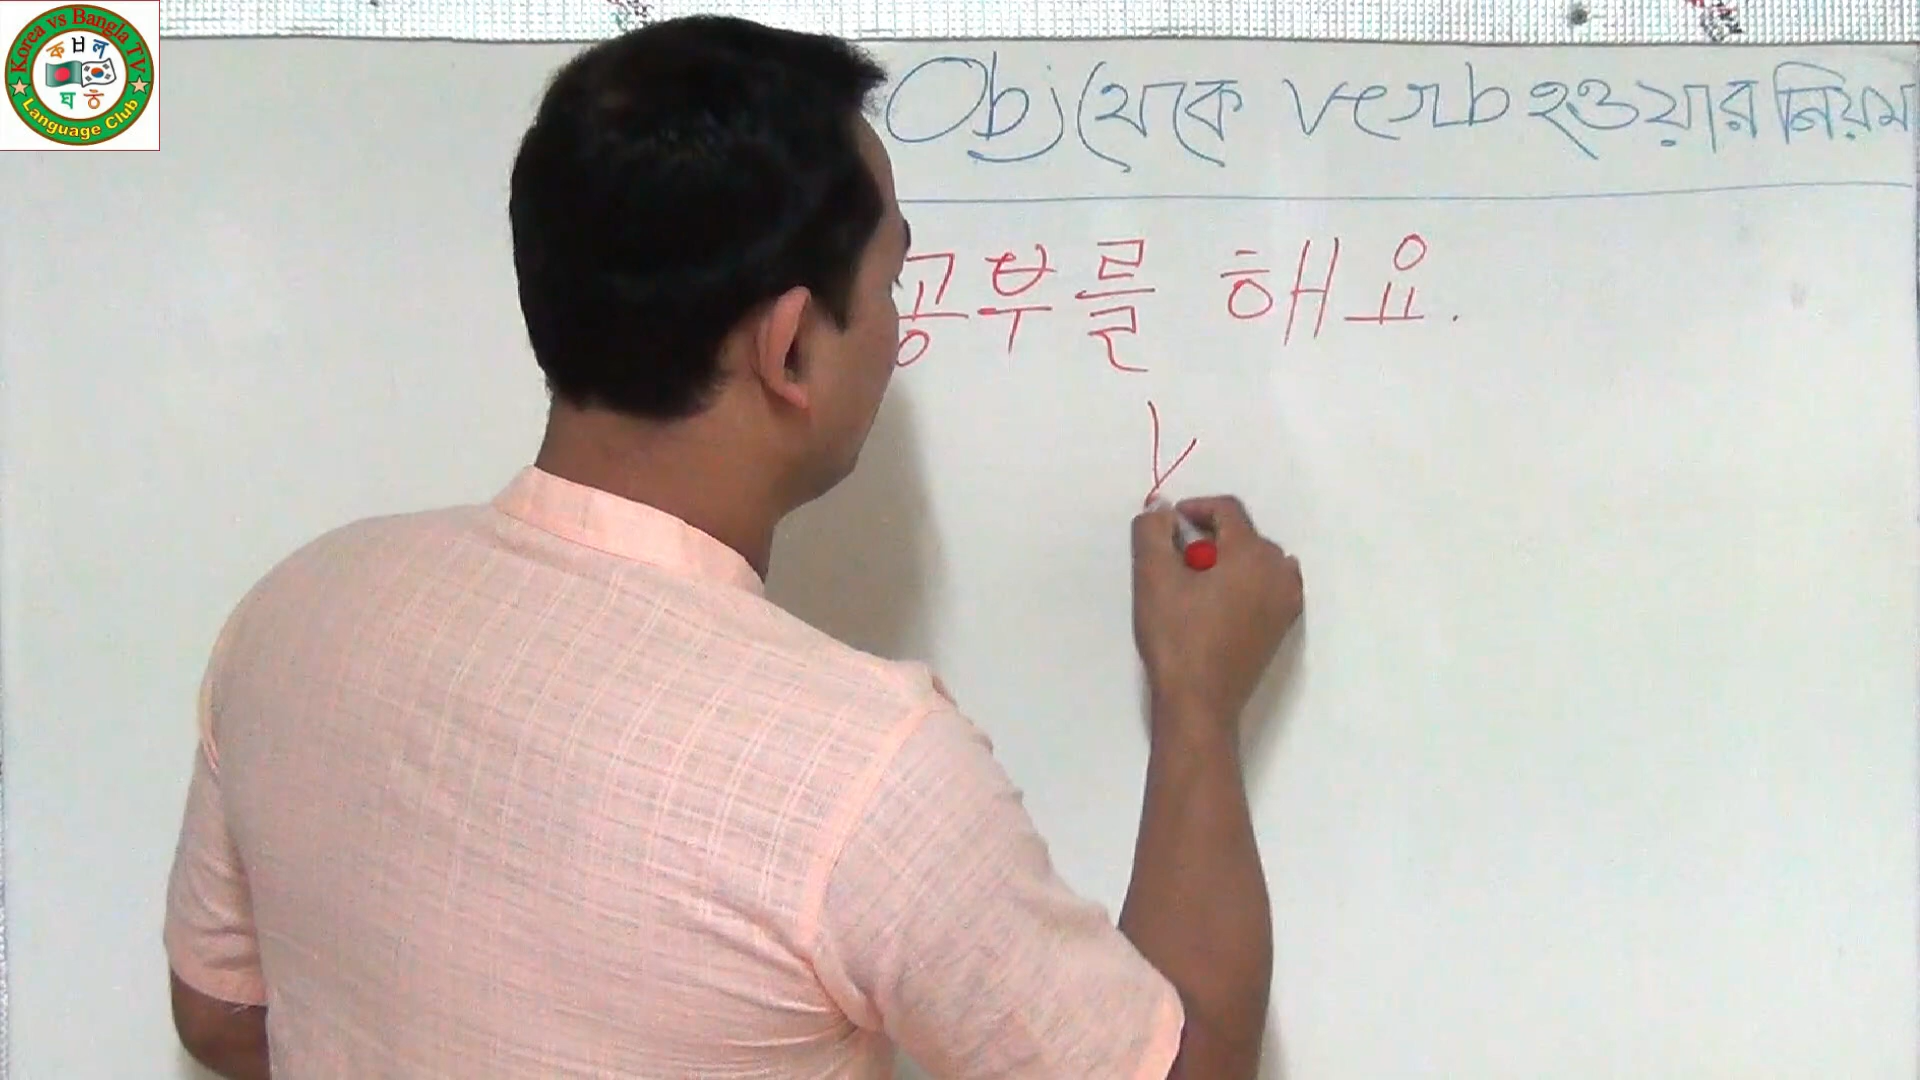 Korea vs Bangla TV
ক ㅂ ল
ঘ ㅎ
Language Club
Obj থেকে verb হওয়ার নিয়ম
공부를 해요.